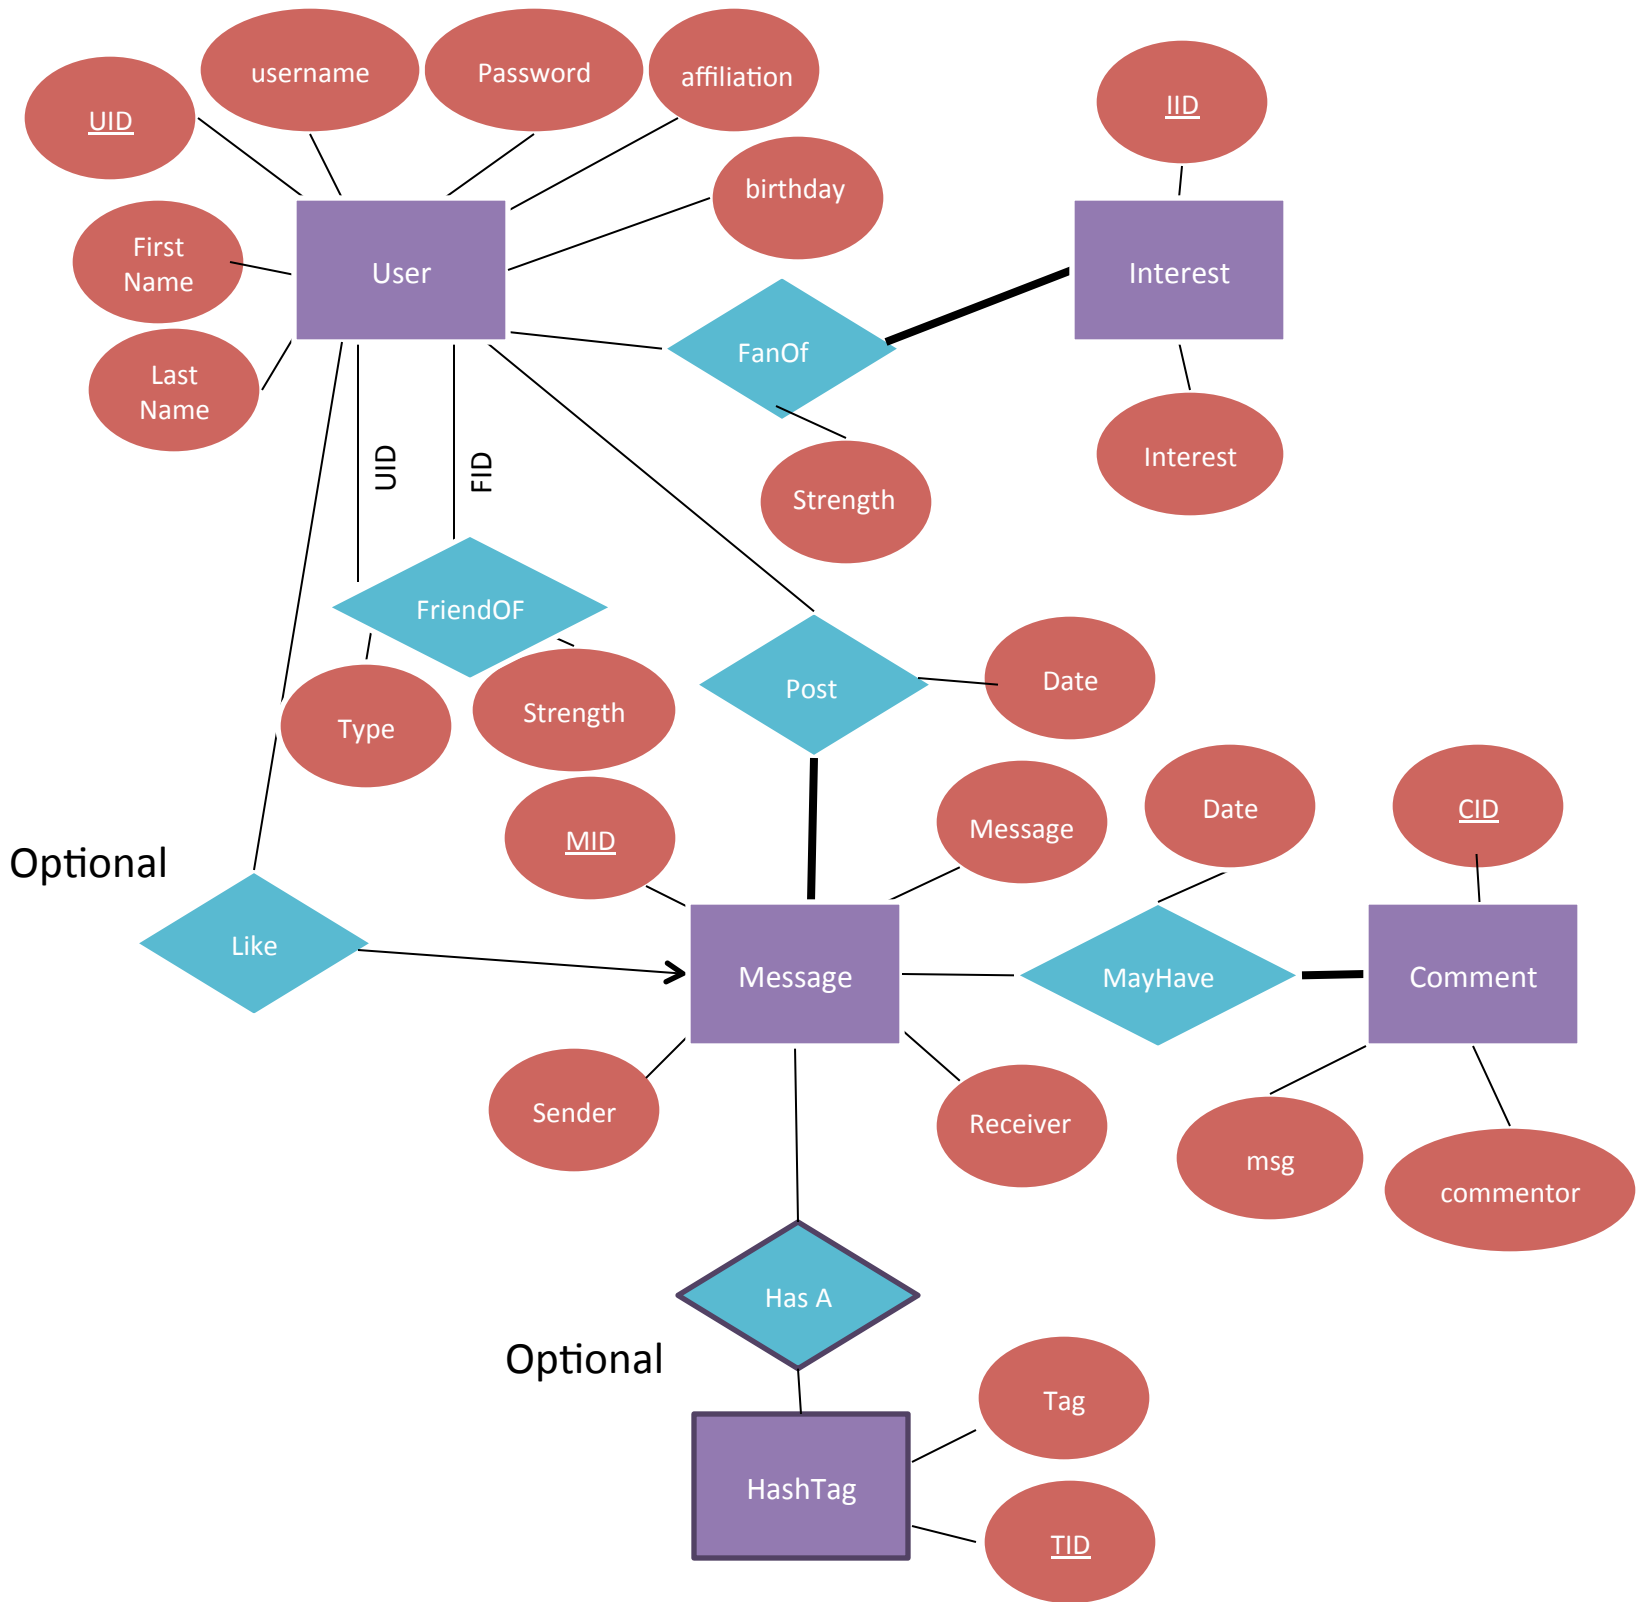 username
Password
affiliation
UID
IID
birthday
First
Name
User
Interest
FanOf
Last
Name
UID
FID
Interest
Strength
FriendOF
Post
Date
Type
Strength
MID
Message
Date
CID
Optional
Like
Message
MayHave
Comment
Sender
Receiver
msg
commentor
Has A
Optional
Tag
HashTag
TID